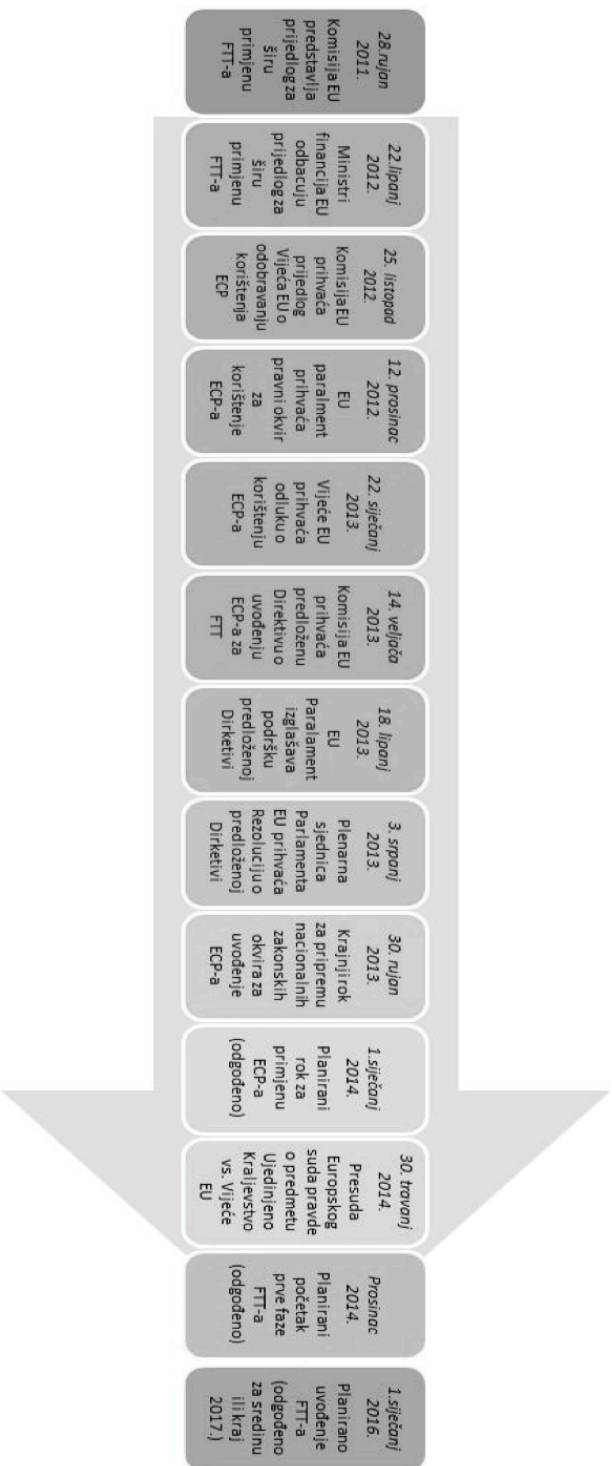 28.rujan
2011.
Komisija EU
predstavlja
prijedlog za
širu
primjenu
FTT-a
22.lipanj
2012.
Ministri
financija EU
odbacuju
prijedlog za
širu
primjenu
FTT-a
25. listopad
2012.
Komisija EU
prihvaća
prijedlog
Vijeća EU o
odobravanju
korištenja
ECP
12. prosinac
2012.
EU
paralment
prihvaća
pravni okvir
za
korištenje
ECP-a
22. siječanj
2013.
Vijeće EU
prihvaća
odluku o
korištenju
ECP-a
14. veljača
2013.
Komisija EU
prihvaća
predloženu
Direktivu o
uvođenju
ECP-a za
FTT
18. lipanj
2013.
EU
Paralament
izglašava
podršku
predloženoj
Dirketivi
3. srpanj
2013.
Plenarna
sjednica
Parlamenta
EU prihvaća
Rezoluciju o
predloženoj
Dirketivi
30. rujan
2013.
Krajnji rok
za pripremu
nacionalnih
zakonskih
okvira za
uvođenje
ECP-a
1.siječanj
2014.
Planirani
rok za
primjenu
ECP-a
(odgođeno)
30. travanj
2014.
Presuda
Europskog
suda pravde
o predmetu
Ujedinjeno
Kraljevstvo
vs. Vijeće
EU
Prosinac
2014.
Planirani
početak
prve faze
FTT-a
(odgođeno)
1.siječanj
2016.
Planirano
uvođenje
FTT-a
(odgođeno
za sredinu
ili kraj
2017.)